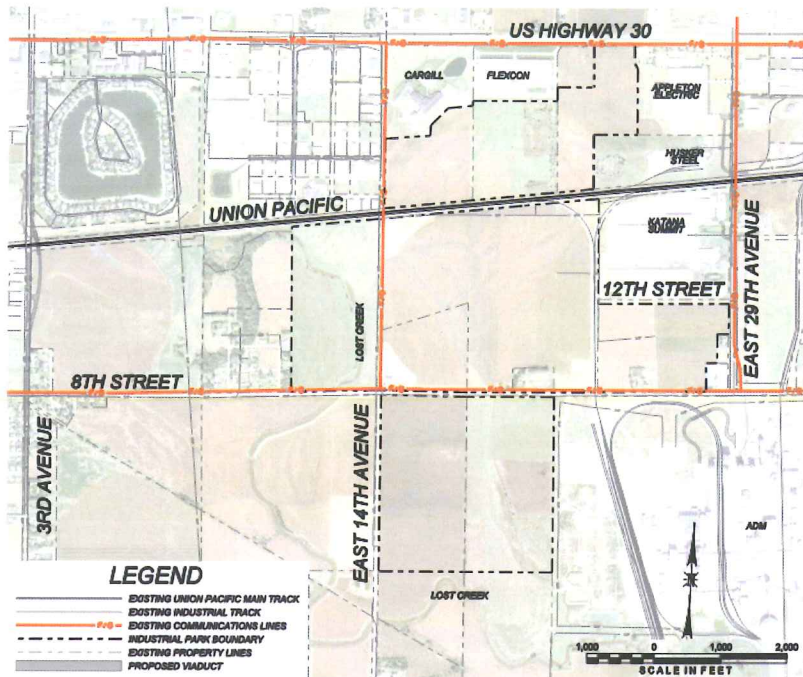 US HIGHWAY 30
F/O
F/O
F/O
F/O
F/O
CARGILL
FLEXCON
APPLETON
ELECTRIC
F/O
F/O
HUSKER
STEEL
UNION PACIFIC
KATANA
SUMMIT
12TH STREET
EAST 29TH AVENUE
F/O
F/O
LOST CREEK
8TH STREET
F/O
F/O
F/O
F/O
F/O
F/O
F/O
3RD AVENUE
EAST 14TH AVENUE
ADM
LOST CREEK
LEGEND
EXISTING UNION PACIFIC MAIN TRACK
EXISTING INDUSTRIAL TRACK
F/O
EXISTING COMMUNICATIONS LINES
INDUSTRIAL PARK BOUNDARY
EXISTING PROPERTY LINES
PROPOSED VIADUCT
1,000 0 1,000 2,000
SCALE IN FEET